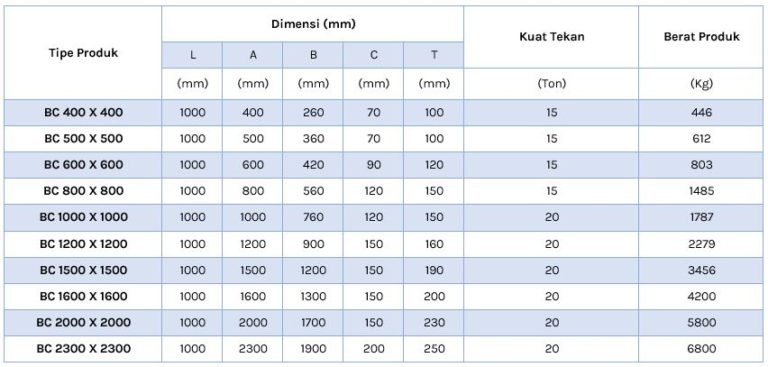 Tipe Produk Dimensi (mm) Kuat Tekan Berat Produk
L A B C T
(mm) (mm) (mm) (mm) (mm) (Ton) (Kg)
BC 400 X 400 1000 400 260 70 100 15 446
BC 500 X 500 1000 500 360 70 100 15 612
BC 600 X 600 1000 600 420 90 120 15 803
BC 800 X 800 1000 800 560 120 150 15 1485
BC 1000 X 1000 1000 1000 760 120 150 20 1787
BC 1200 X 1200 1000 1200 900 150 160 20 2279
BC 1500 X 1500 1000 1500 1200 150 190 20 3456
BC 1600 X 1600 1000 1600 1300 150 200 20 4200
BC 2000 X 2000 1000 2000 1700 150 230 20 5800
BC 2300 X 2300 1000 2300 1900 200 250 20 6800